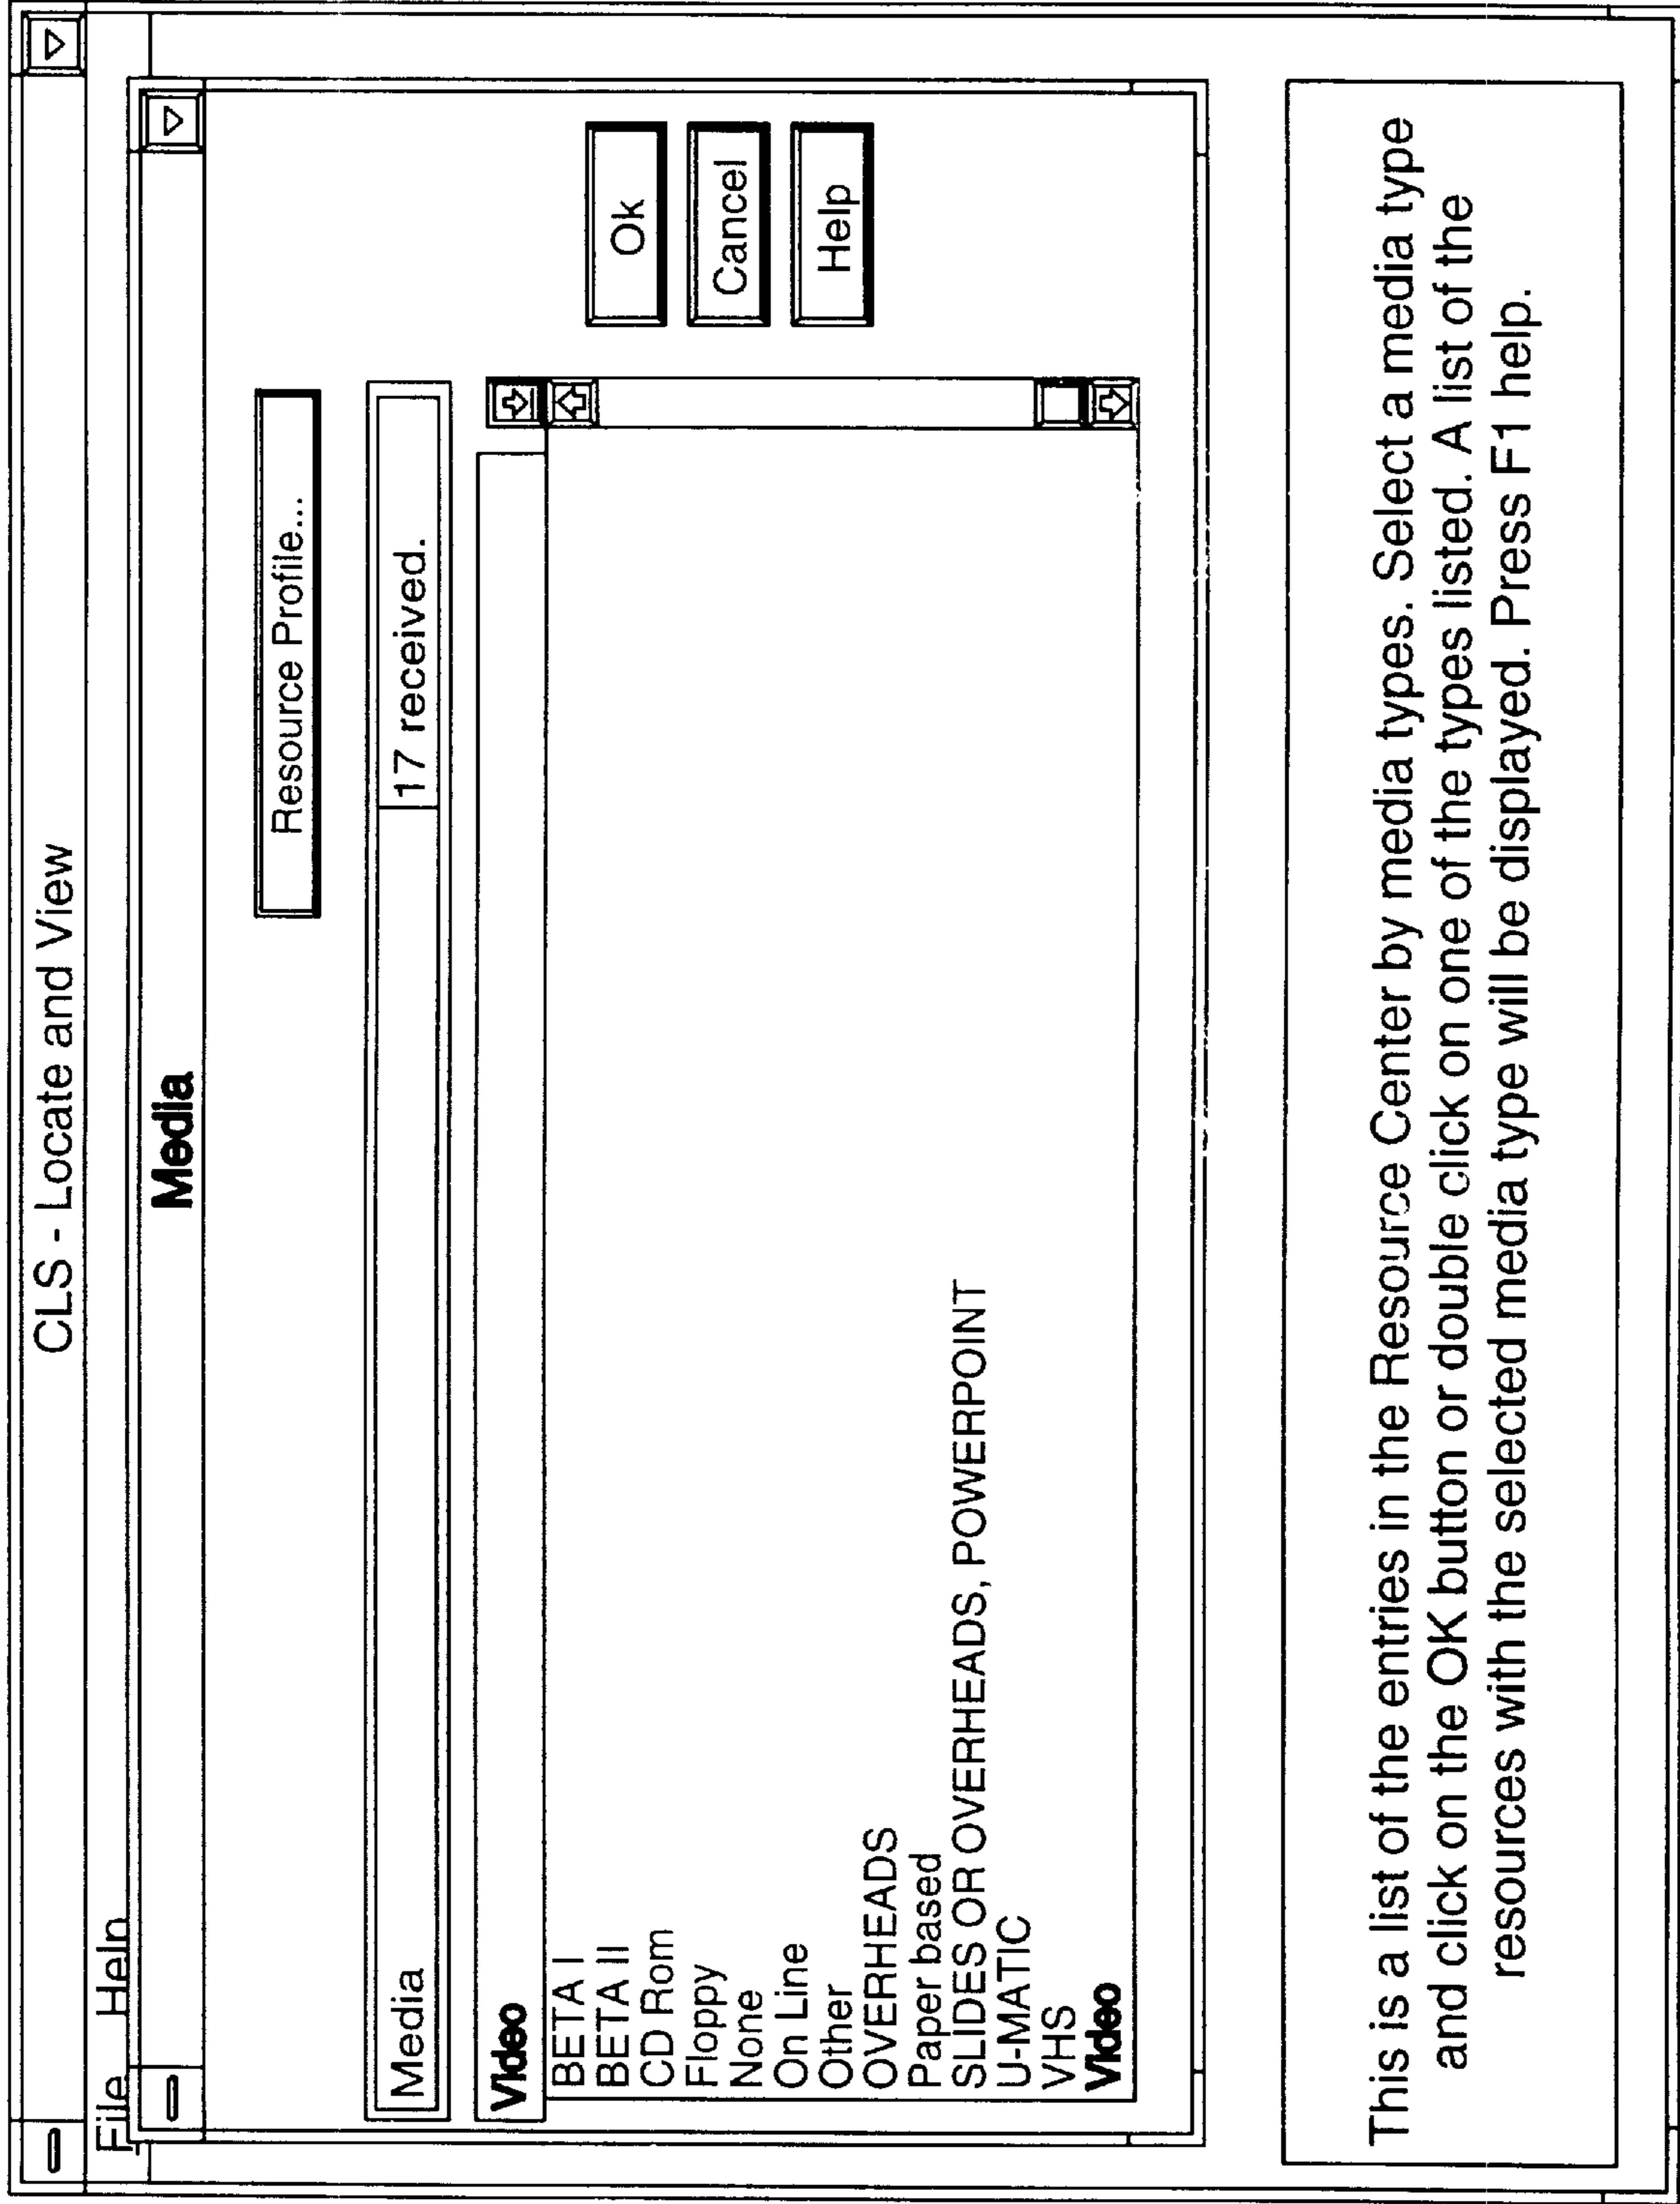 CLS - Locate and View
File Help
Media
Resource Profile...
Media 17 received.
Video
BETA I
BETA II
CD Rom
Floppy
None
On Line
Other
OVERHEADS
Paper based
SLIDES OR OVERHEADS, POWERPOINT
U-MATIC
VHS
Video
Ok
Cancel
Help
This is a list of the entries in the Resource Center by media types. Select a media type
and click on the OK button or double click on one of the types listed. A list of the
resources with the selected media type will be displayed. Press F1 help.